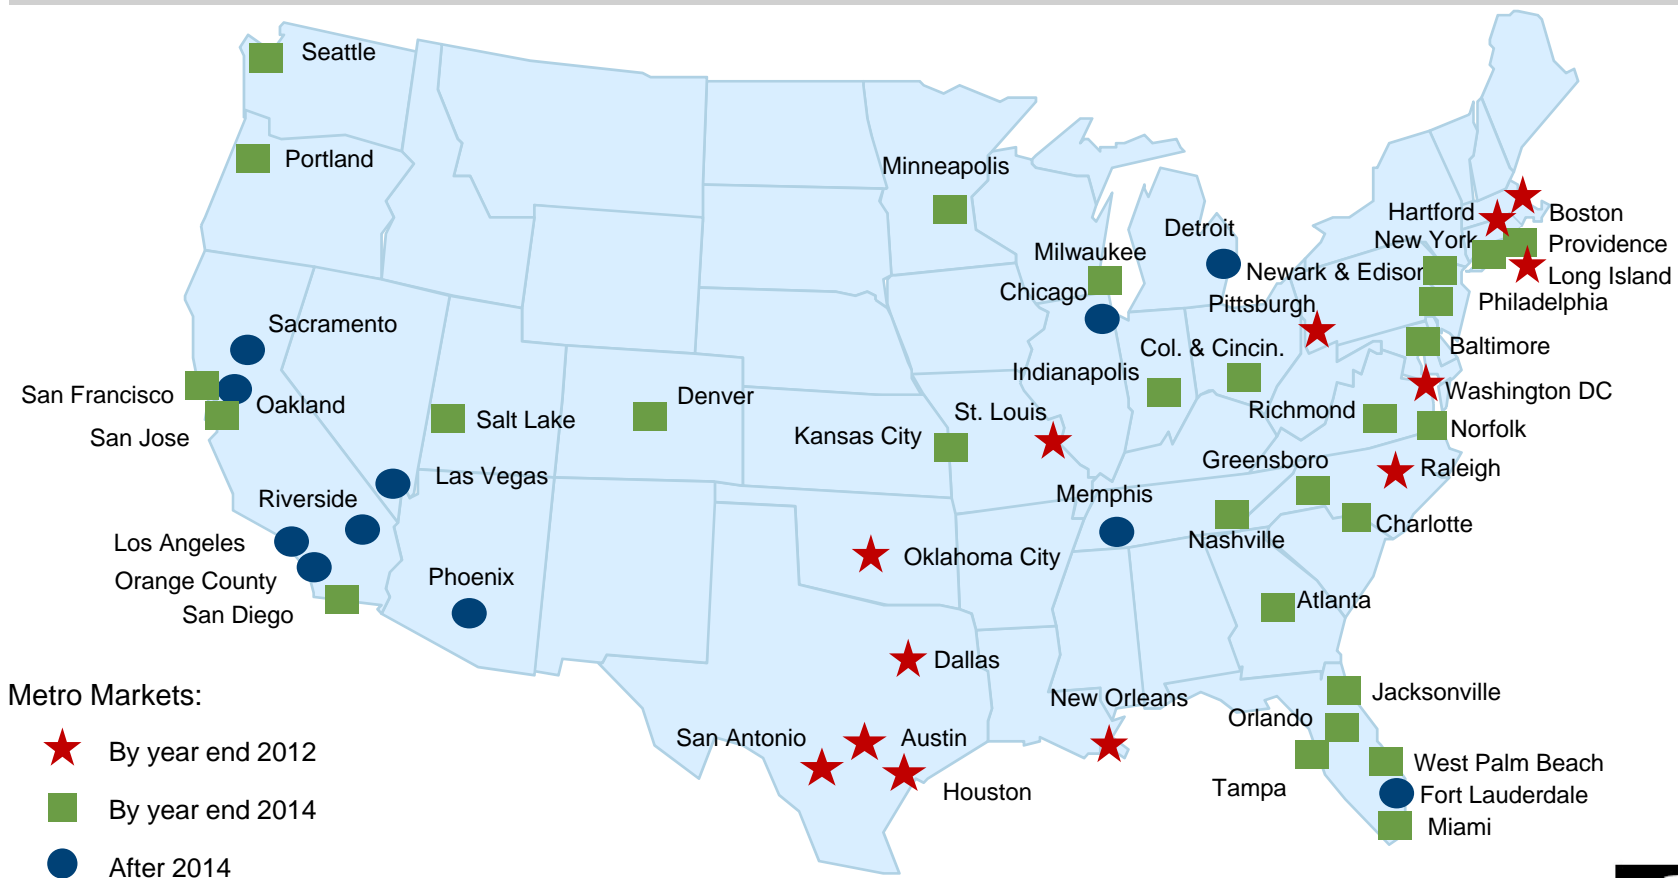 Seattle
Portland
Minneapolis
Hartford
Boston
Detroit
New York
Providence
Milwaukee
Newark & Edison
Long Island
Chicago
Pittsburgh
Philadelphia
Sacramento
Col. & Cincin.
Baltimore
Indianapolis
San Francisco
Oakland
Denver
Washington DC
San Jose
Salt Lake
St. Louis
Richmond
Kansas City
Norfolk
Las Vegas
Greensboro
Raleigh
Riverside
Memphis
Charlotte
Los Angeles
Nashville
Oklahoma City
Orange County
Phoenix
San Diego
Atlanta
Dallas
Metro Markets:
New Orleans
Jacksonville
Orlando
San Antonio
Austin
By year end 2012
West Palm Beach
Tampa
Houston
Fort Lauderdale
By year end 2014
Miami
After 2014